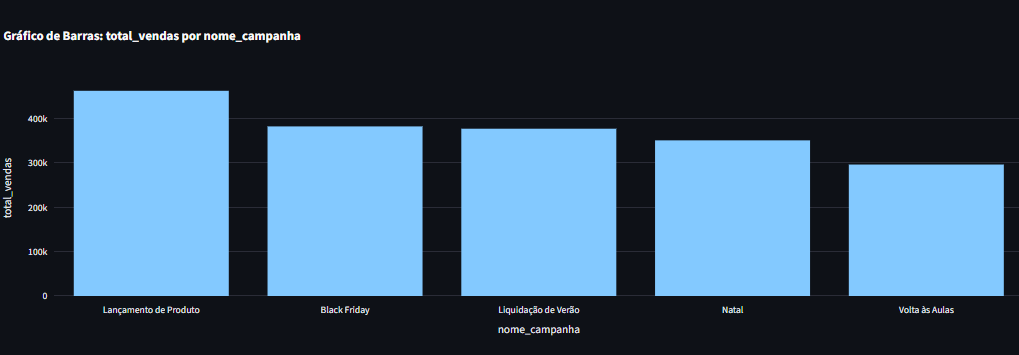 Gráfico de Barras: total_vendas por nome_campanha
total_vendas
400k
300k
200k
100k
0
Lançamento de Produto
Black Friday
Liquidação de Verão
Natal
Volta às Aulas
nome_campanha